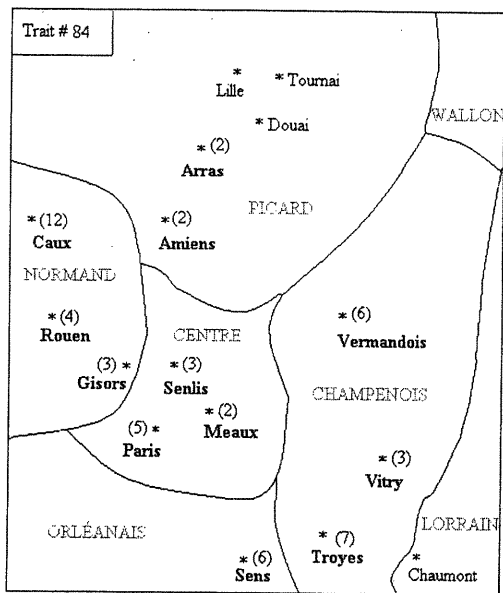 Trait # 84
* * Tournai
Lille
* Douai
WALLON
* (2)
Arras
PICARD
* (12)
Caux
* (2)
Amiens
NORMAND
* (4)
Rouen
CENTRE
* (6)
Vermandois
(3) *
Gisors
* (3)
Senlis
CHAMPENOIS
* (2)
Meaux
(5) *
Paris
* (3)
Vitry
ORLÉANAIS
LORRAIN
* (6)
Sens
* (7)
Troyes
*
Chaumont